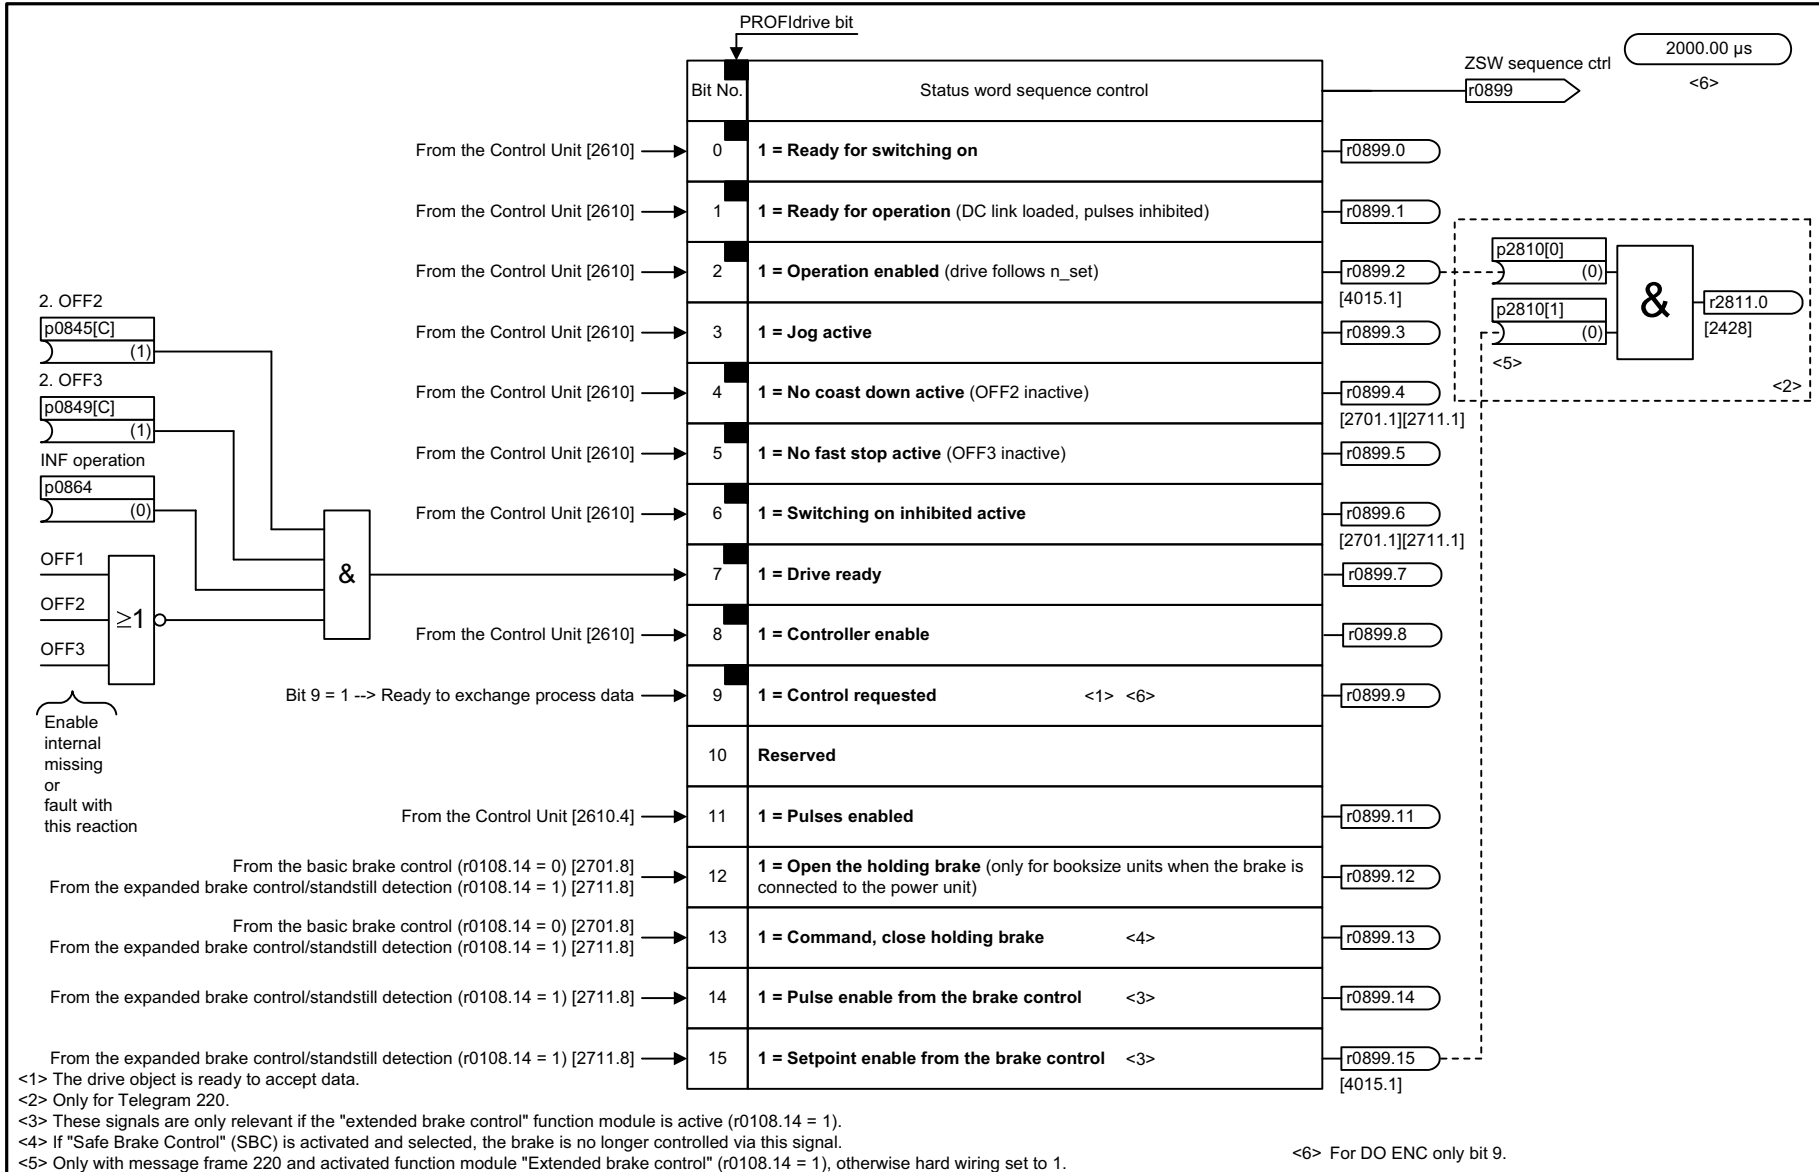 PROFIdrive bit
2000.00 µs
<6>
ZSW sequence ctrl
r0899
Bit No.
Status word sequence control
From the Control Unit [2610]
0
1 = Ready for switching on
r0899.0
From the Control Unit [2610]
1
1 = Ready for operation (DC link loaded, pulses inhibited)
r0899.1
From the Control Unit [2610]
2
1 = Operation enabled (drive follows n_set)
r0899.2
[4015.1]
p2810[0]
(0)
p2810[1]
(0)
<5>
&
r2811.0
[2428]
<2>
2. OFF2
p0845[C]
(1)
From the Control Unit [2610]
3
1 = Jog active
r0899.3
2. OFF3
p0849[C]
(1)
From the Control Unit [2610]
4
1 = No coast down active (OFF2 inactive)
r0899.4
[2701.1][2711.1]
INF operation
p0864
(0)
From the Control Unit [2610]
5
1 = No fast stop active (OFF3 inactive)
r0899.5
From the Control Unit [2610]
6
1 = Switching on inhibited active
r0899.6
[2701.1][2711.1]
OFF1
OFF2
OFF3
≥1
&
7
1 = Drive ready
r0899.7
From the Control Unit [2610]
8
1 = Controller enable
r0899.8
Enable
internal
missing
or
fault with
this reaction
Bit 9 = 1 --> Ready to exchange process data
9
1 = Control requested <1> <6>
r0899.9
10
Reserved
From the Control Unit [2610.4]
11
1 = Pulses enabled
r0899.11
From the basic brake control (r0108.14 = 0) [2701.8]
From the expanded brake control/standstill detection (r0108.14 = 1) [2711.8]
12
1 = Open the holding brake (only for booksize units when the brake is
connected to the power unit)
r0899.12
From the basic brake control (r0108.14 = 0) [2701.8]
From the expanded brake control/standstill detection (r0108.14 = 1) [2711.8]
13
1 = Command, close holding brake <4>
r0899.13
From the expanded brake control/standstill detection (r0108.14 = 1) [2711.8]
14
1 = Pulse enable from the brake control <3>
r0899.14
From the expanded brake control/standstill detection (r0108.14 = 1) [2711.8]
15
1 = Setpoint enable from the brake control <3>
r0899.15
[4015.1]
<1> The drive object is ready to accept data.
<2> Only for Telegram 220.
<3> These signals are only relevant if the "extended brake control" function module is active (r0108.14 = 1).
<4> If "Safe Brake Control" (SBC) is activated and selected, the brake is no longer controlled via this signal.
<5> Only with message frame 220 and activated function module "Extended brake control" (r0108.14 = 1), otherwise hard wiring set to 1.
<6> For DO ENC only bit 9.